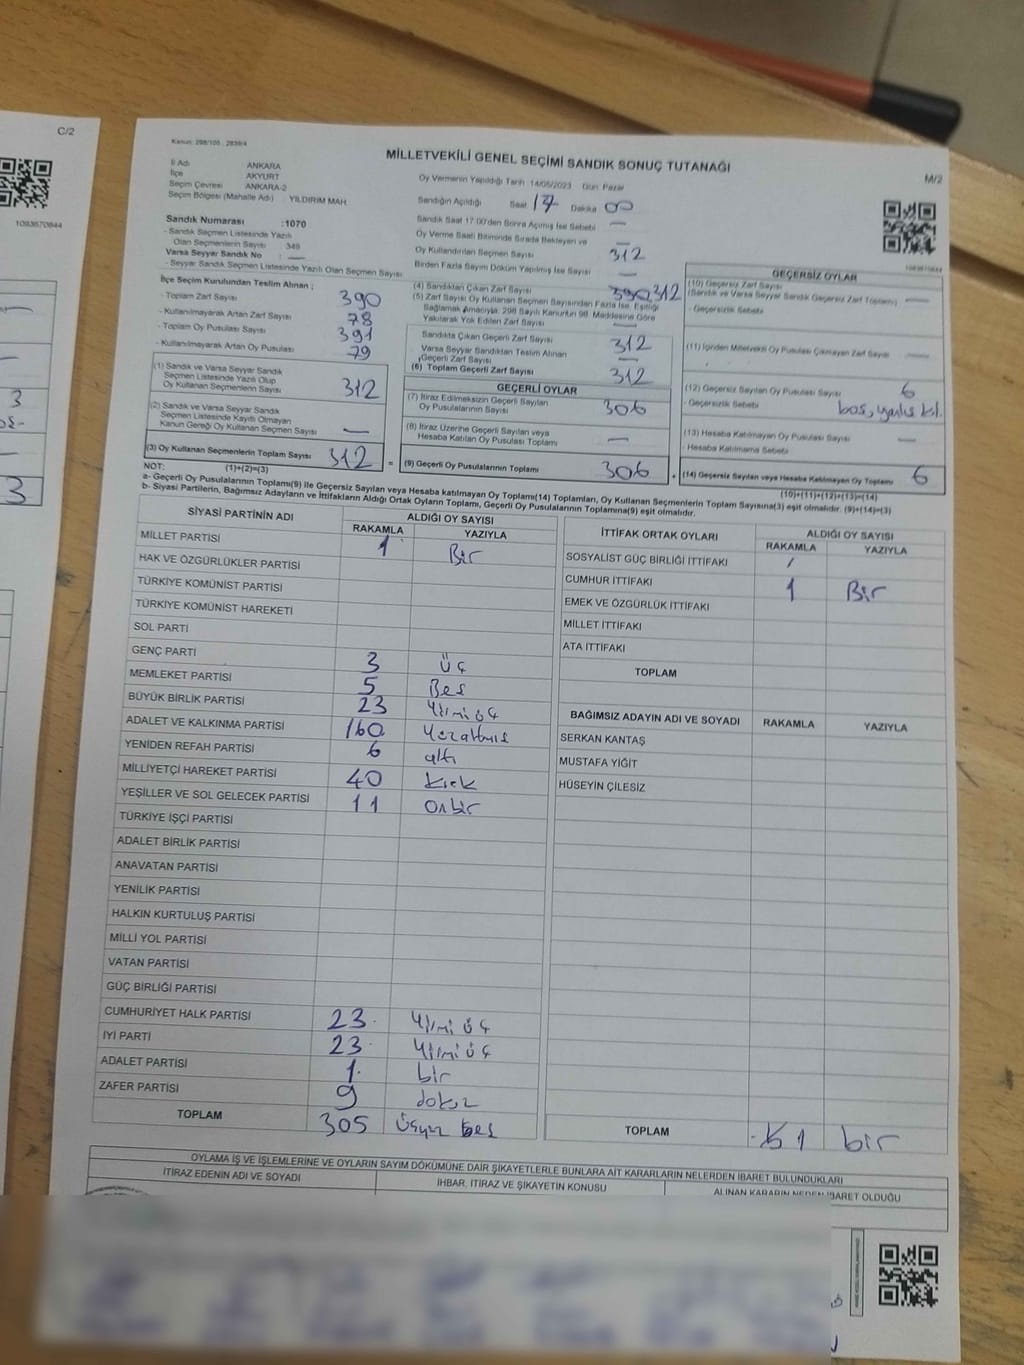 C/2
1093670844
Kanun: 298/105, 2839/4
MİLLETVEKİLİ GENEL SEÇİMİ SANDIK SONUÇ TUTANAĞI
M/2
İl Adı ANKARA
İlçe AKYURT
Seçim Çevresi ANKARA-2
Seçim Bölgesi (Mahalle Adı) : YILDIRIM MAH.
Oy Vermenin Yapıldığı Tarih :14/05/2023 Gün: Pazar
Sandığın Açıldığı Saat 17 Dakika 00
Sandık Saat 17:00'den Sonra Açılmış İse Sebebi —
Oy Verme Saati Bitiminde Sırada Bekleyen ve
Oy Kullandırılan Seçmen Sayısı 312
Birden Fazla Sayım Döküm Yapılmış İse Sayısı —
Sandık Numarası :1070
- Sandık Seçmen Listesinde Yazılı
Olan Seçmenlerin Sayısı : 349
Varsa Seyyar Sandık No : —
- Seyyar Sandık Seçmen Listesinde Yazılı Olan Seçmen Sayısı
İlçe Seçim Kurulundan Teslim Alınan ;
- Toplam Zarf Sayısı 390
- Kullanılmayarak Artan Zarf Sayısı 78
- Toplam Oy Pusulası Sayısı 391
- Kullanılmayarak Artan Oy Pusulası 79
(1) Sandık ve Varsa Seyyar Sandık
Seçmen Listesinde Yazılı Olup
Oy Kullanan Seçmenlerin Sayısı 312
(2) Sandık ve Varsa Seyyar Sandık
Seçmen Listesinde Kayıtlı Olmayan
Kanun Gereği Oy Kullanan Seçmen Sayısı —
(3) Oy Kullanan Seçmenlerin Toplam Sayısı 312
(4) Sandıktan Çıkan Zarf Sayısı 390 312
(5) Zarf Sayısı Oy Kullanan Seçmen Sayısından Fazla İse, Eşitliği
Sağlamak Amacıyla, 298 Sayılı Kanunun 98. Maddesine Göre
Yakılarak Yok Edilen Zarf Sayısı —
Sandıkta Çıkan Geçerli Zarf Sayısı 312
Varsa Seyyar Sandıktan Teslim Alınan
Geçerli Zarf Sayısı —
(6) Toplam Geçerli Zarf Sayısı 312
GEÇERLİ OYLAR
(7) İtiraz Edilmeksizin Geçerli Sayılan
Oy Pusulalarının Sayısı 306
(8) İtiraz Üzerine Geçerli Sayılan veya
Hesaba Katılan Oy Pusulası Toplamı —
= (9) Geçerli Oy Pusulalarının Toplamı 306
GEÇERSİZ OYLAR
(10) Geçersiz Zarf Sayısı
(Sandık ve Varsa Seyyar Sandık Geçersiz Zarf Toplamı) —
- Geçersizlik Sebebi
(11) İçinden Milletvekili Oy Pusulası Çıkmayan Zarf Sayısı —
(12) Geçersiz Sayılan Oy Pusulası Sayısı 6
- Geçersizlik Sebebi boş, yanlış kul.
(13) Hesaba Katılmayan Oy Pusulası Sayısı —
- Hesaba Katılmama Sebebi
+ (14) Geçersiz Sayılan veya Hesaba Katılmayan Oy Toplamı 6
NOT: (1)+(2)=(3) (10)+(11)+(12)+(13)=(14)
a- Geçerli Oy Pusulalarının Toplamı(9) ile Geçersiz Sayılan veya Hesaba katılmayan Oy Toplamı(14) Toplamları, Oy Kullanan Seçmenlerin Toplam Sayısına(3) eşit olmalıdır. (9)+(14)=(3)
b- Siyasi Partilerin, Bağımsız Adayların ve İttifakların Aldığı Ortak Oyların Toplamı, Geçerli Oy Pusulalarının Toplamına(9) eşit olmalıdır.
SİYASİ PARTİNİN ADI ALDIĞI OY SAYISI
RAKAMLA YAZIYLA
MİLLET PARTİSİ 1 Bir
HAK VE ÖZGÜRLÜKLER PARTİSİ
TÜRKİYE KOMÜNİST PARTİSİ
TÜRKİYE KOMÜNİST HAREKETİ
SOL PARTİ
GENÇ PARTİ 3 Üç
MEMLEKET PARTİSİ 5 Beş
BÜYÜK BİRLİK PARTİSİ 23 Yirmi üç
ADALET VE KALKINMA PARTİSİ 160 Yüzaltmış
YENİDEN REFAH PARTİSİ 6 altı
MİLLİYETÇİ HAREKET PARTİSİ 40 kırk
YEŞİLLER VE SOL GELECEK PARTİSİ 11 Onbir
TÜRKİYE İŞÇİ PARTİSİ
ADALET BİRLİK PARTİSİ
ANAVATAN PARTİSİ
YENİLİK PARTİSİ
HALKIN KURTULUŞ PARTİSİ
MİLLİ YOL PARTİSİ
VATAN PARTİSİ
GÜÇ BİRLİĞİ PARTİSİ
CUMHURİYET HALK PARTİSİ 23 Yirmi üç
İYİ PARTİ 23 Yirmi üç
ADALET PARTİSİ 1 bir
ZAFER PARTİSİ 9 dokuz
TOPLAM 305 Üçyüz beş
İTTİFAK ORTAK OYLARI ALDIĞI OY SAYISI
RAKAMLA YAZIYLA
SOSYALİST GÜÇ BİRLİĞİ İTTİFAKI /
CUMHUR İTTİFAKI 1 Bir
EMEK VE ÖZGÜRLÜK İTTİFAKI
MİLLET İTTİFAKI
ATA İTTİFAKI
TOPLAM
BAĞIMSIZ ADAYIN ADI VE SOYADI RAKAMLA YAZIYLA
SERKAN KANTAŞ
MUSTAFA YİĞİT
HÜSEYİN ÇİLESİZ
TOPLAM 1 bir
OYLAMA İŞ VE İŞLEMLERİNE VE OYLARIN SAYIM DÖKÜMÜNE DAİR ŞİKAYETLERLE BUNLARA AİT KARARLARIN NELERDEN İBARET BULUNDUKLARI
İTİRAZ EDENİN ADI VE SOYADI İHBAR, İTİRAZ VE ŞİKAYETİN KONUSU ALINAN KARARIN NEDEN İBARET OLDUĞU